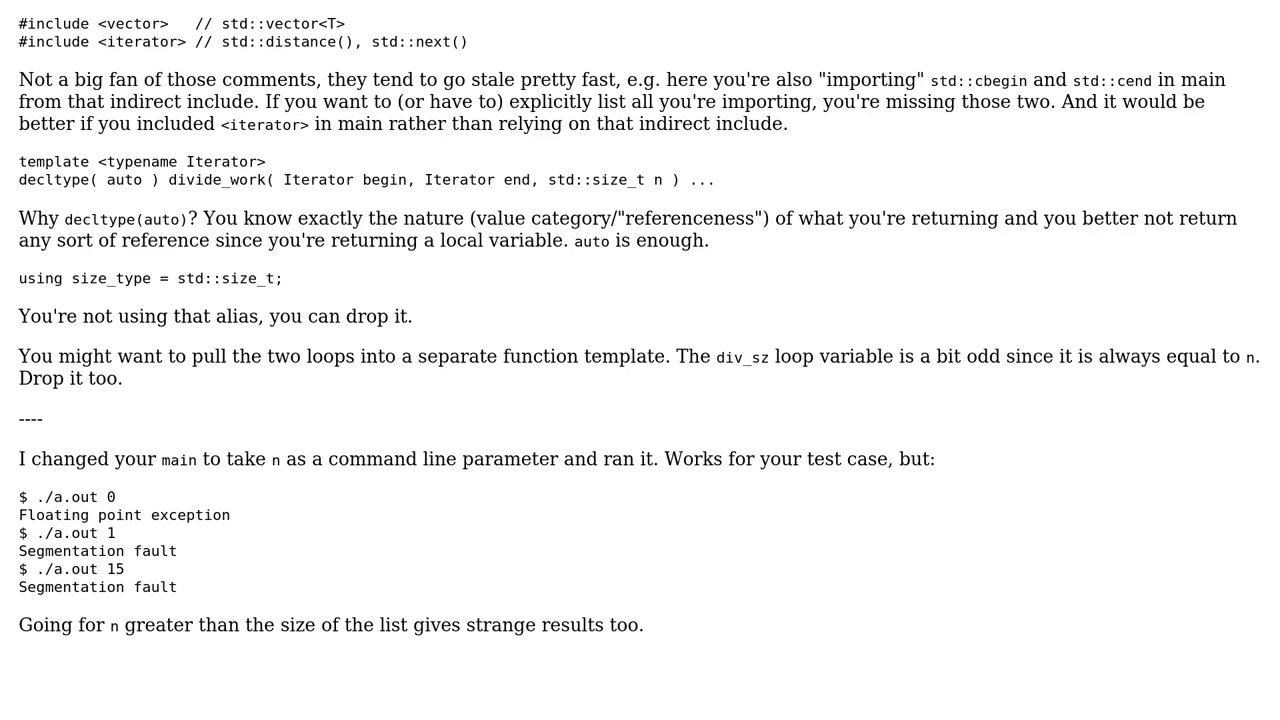 #include <vector>   // std::vector<T>
#include <iterator> // std::distance(), std::next()
Not a big fan of those comments, they tend to go stale pretty fast, e.g. here you're also "importing" std::cbegin and std::cend in main
from that indirect include. If you want to (or have to) explicitly list all you're importing, you're missing those two. And it would be
better if you included <iterator> in main rather than relying on that indirect include.
template <typename Iterator>
decltype( auto ) divide_work( Iterator begin, Iterator end, std::size_t n ) ...
Why decltype(auto)? You know exactly the nature (value category/"referenceness") of what you're returning and you better not return
any sort of reference since you're returning a local variable. auto is enough.
using size_type = std::size_t;
You're not using that alias, you can drop it.
You might want to pull the two loops into a separate function template. The div_sz loop variable is a bit odd since it is always equal to n.
Drop it too.
----
I changed your main to take n as a command line parameter and ran it. Works for your test case, but:
$ ./a.out 0
Floating point exception
$ ./a.out 1
Segmentation fault
$ ./a.out 15
Segmentation fault
Going for n greater than the size of the list gives strange results too.